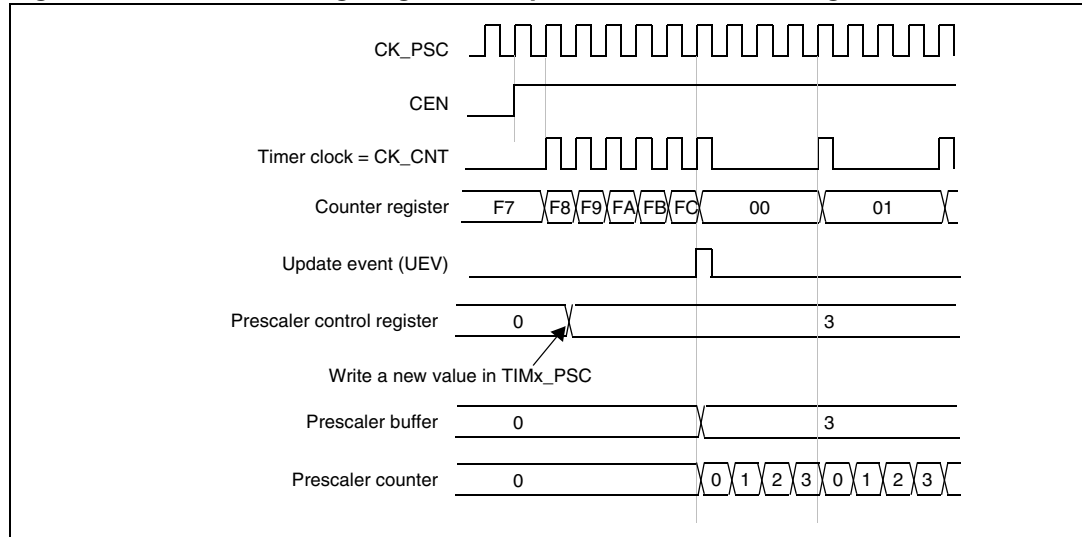 CK_PSC
CEN
Timer clock = CK_CNT
Counter register F7 F8 F9 FA FB FC 00 01
Update event (UEV)
Prescaler control register 0 3
Write a new value in TIMx_PSC
Prescaler buffer 0 3
Prescaler counter 0 0 1 2 3 0 1 2 3